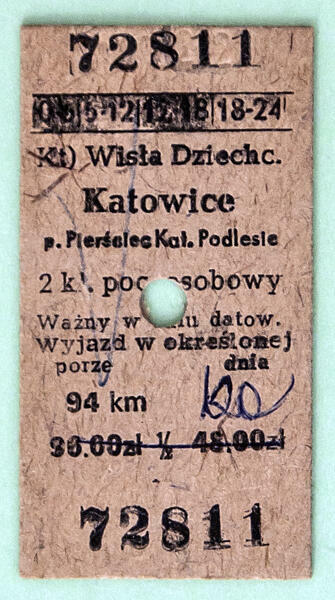 72811
0-6 6-12 12-18 18-24
Kt) Wisła Dziechc.
Katowice
p. Pierściec Kat. Podlesie
2 kl. poc. osobowy
Ważny w dniu datow.
Wyjazd w określonej
porze dnia
94 km
96.00zł ½ 48.00zł
72811